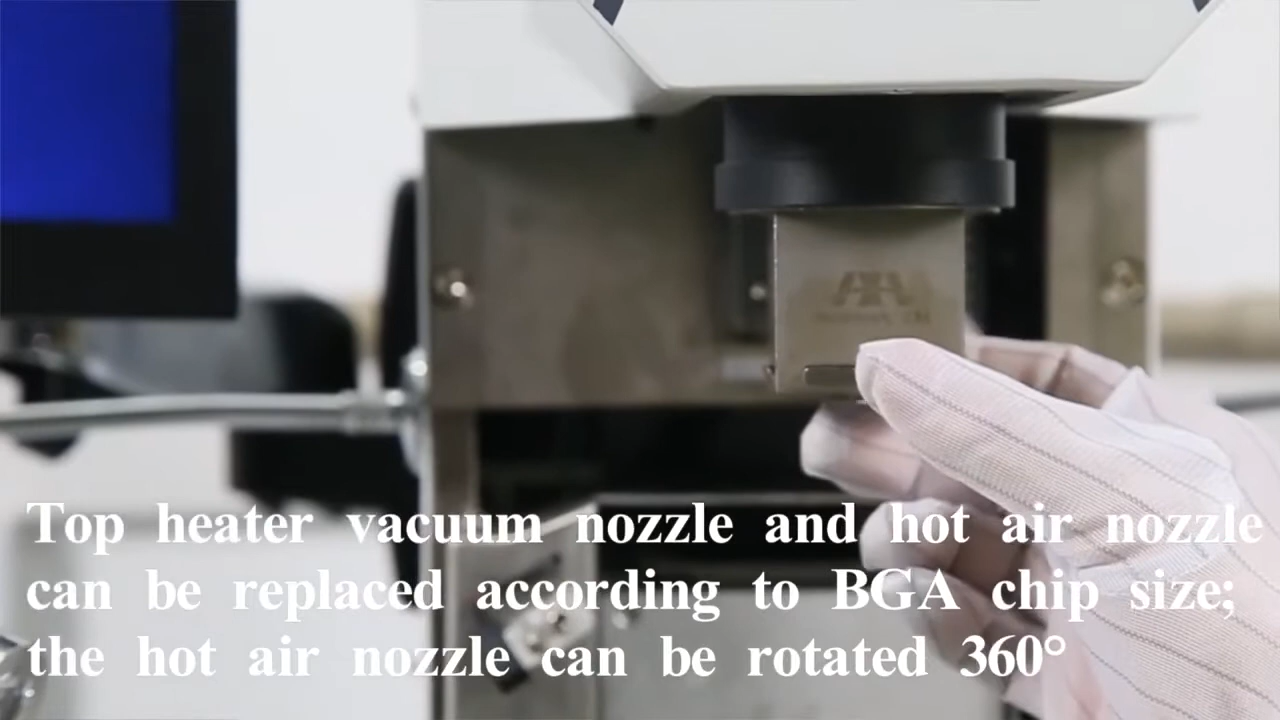 Top heater vacuum nozzle and hot air nozzle
can be replaced according to BGA chip size;
the hot air nozzle can be rotated 360°